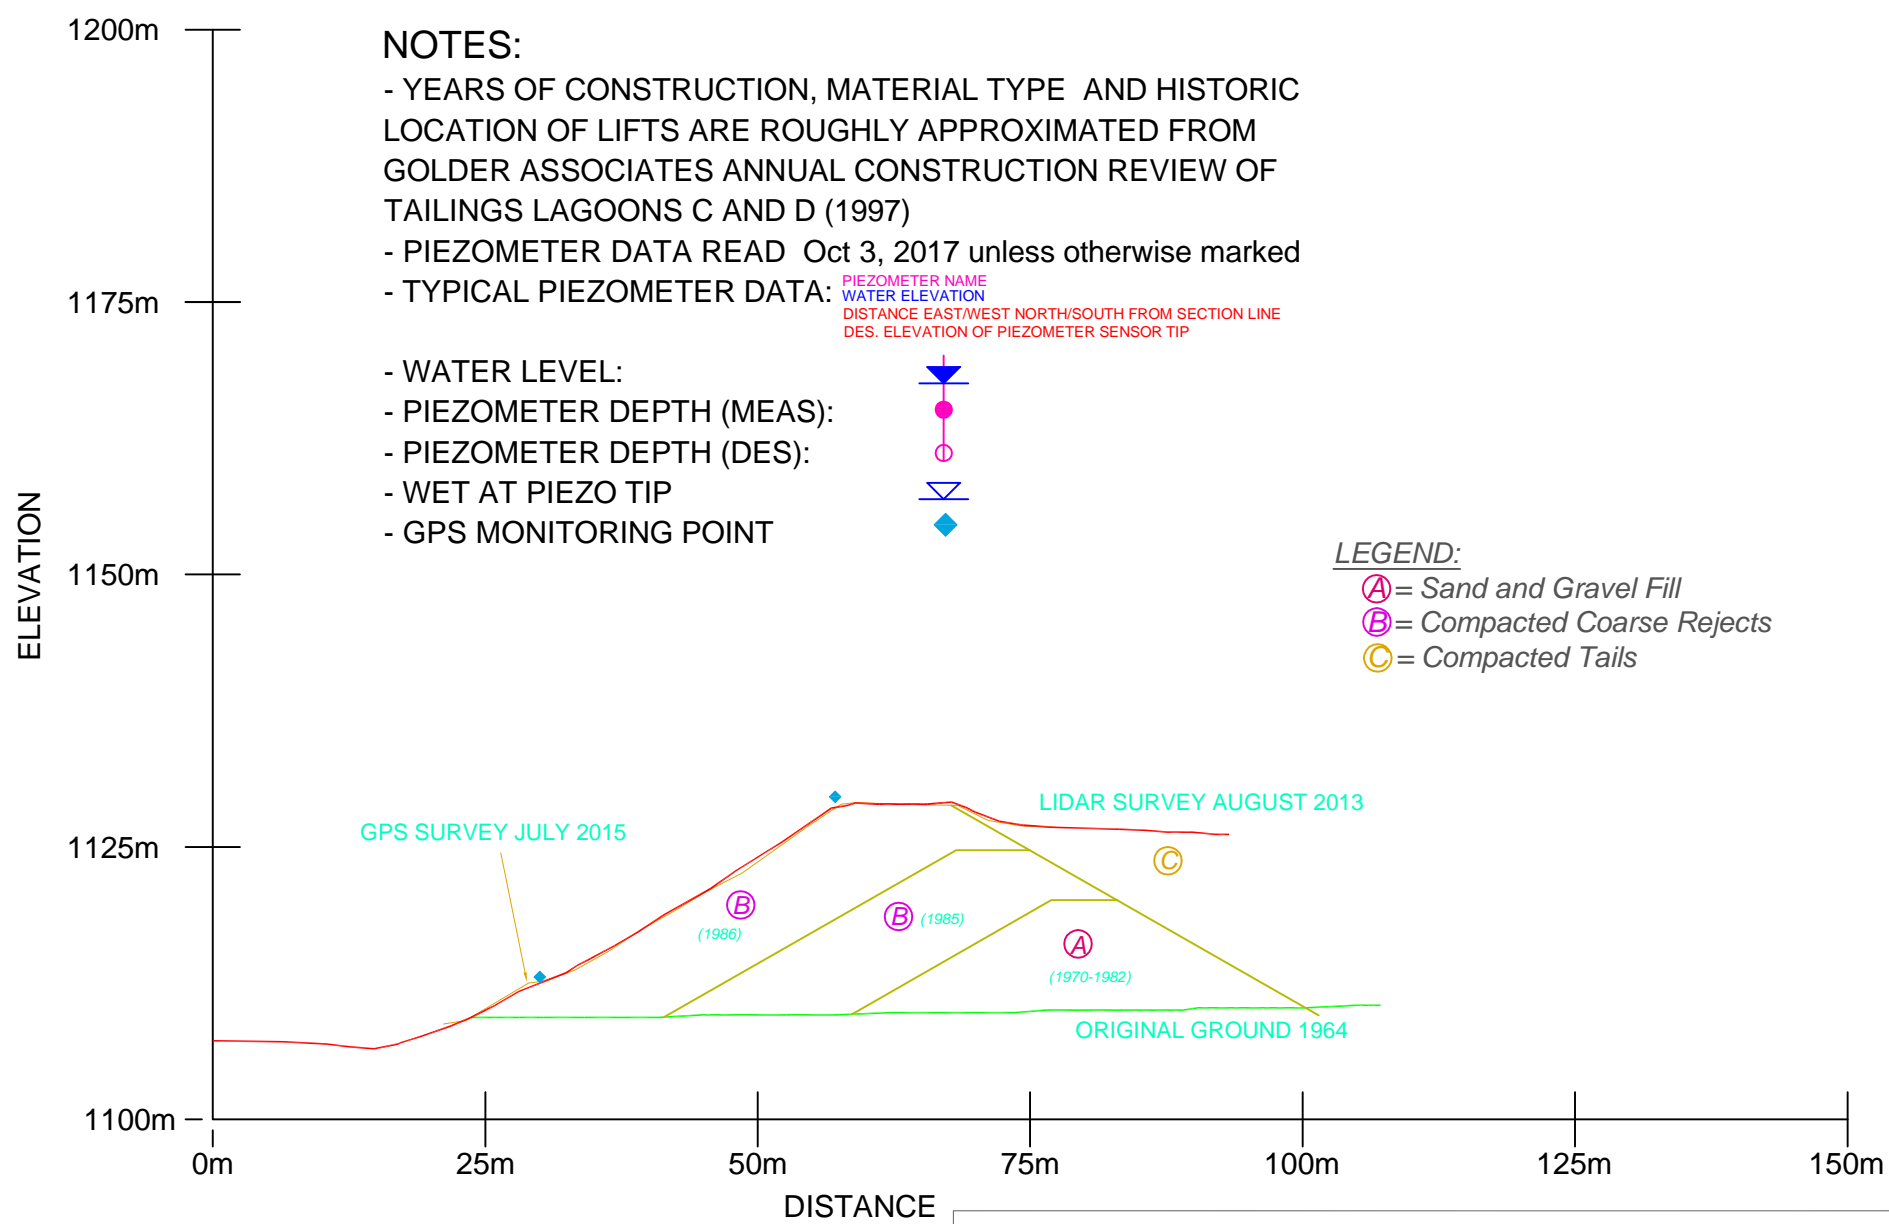 1200m
NOTES:
- YEARS OF CONSTRUCTION, MATERIAL TYPE AND HISTORIC
LOCATION OF LIFTS ARE ROUGHLY APPROXIMATED FROM
GOLDER ASSOCIATES ANNUAL CONSTRUCTION REVIEW OF
TAILINGS LAGOONS C AND D (1997)
- PIEZOMETER DATA READ Oct 3, 2017 unless otherwise marked
- TYPICAL PIEZOMETER DATA:
PIEZOMETER NAME
WATER ELEVATION
DISTANCE EAST/WEST NORTH/SOUTH FROM SECTION LINE
DES. ELEVATION OF PIEZOMETER SENSOR TIP
1175m
- WATER LEVEL:
- PIEZOMETER DEPTH (MEAS):
- PIEZOMETER DEPTH (DES):
- WET AT PIEZO TIP
- GPS MONITORING POINT
ELEVATION
1150m
LEGEND:
A = Sand and Gravel Fill
B = Compacted Coarse Rejects
C = Compacted Tails
LIDAR SURVEY AUGUST 2013
GPS SURVEY JULY 2015
1125m
C
B
(1986)
B (1985)
A
(1970-1982)
ORIGINAL GROUND 1964
1100m
0m 25m 50m 75m 100m 125m 150m
DISTANCE